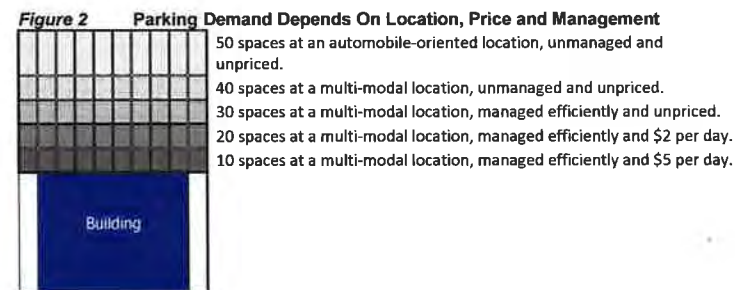 Figure 2 Parking Demand Depends On Location, Price and Management
50 spaces at an automobile-oriented location, unmanaged and
unpriced.
40 spaces at a multi-modal location, unmanaged and unpriced.
30 spaces at a multi-modal location, managed efficiently and unpriced.
20 spaces at a multi-modal location, managed efficiently and $2 per day.
10 spaces at a multi-modal location, managed efficiently and $5 per day.
Building